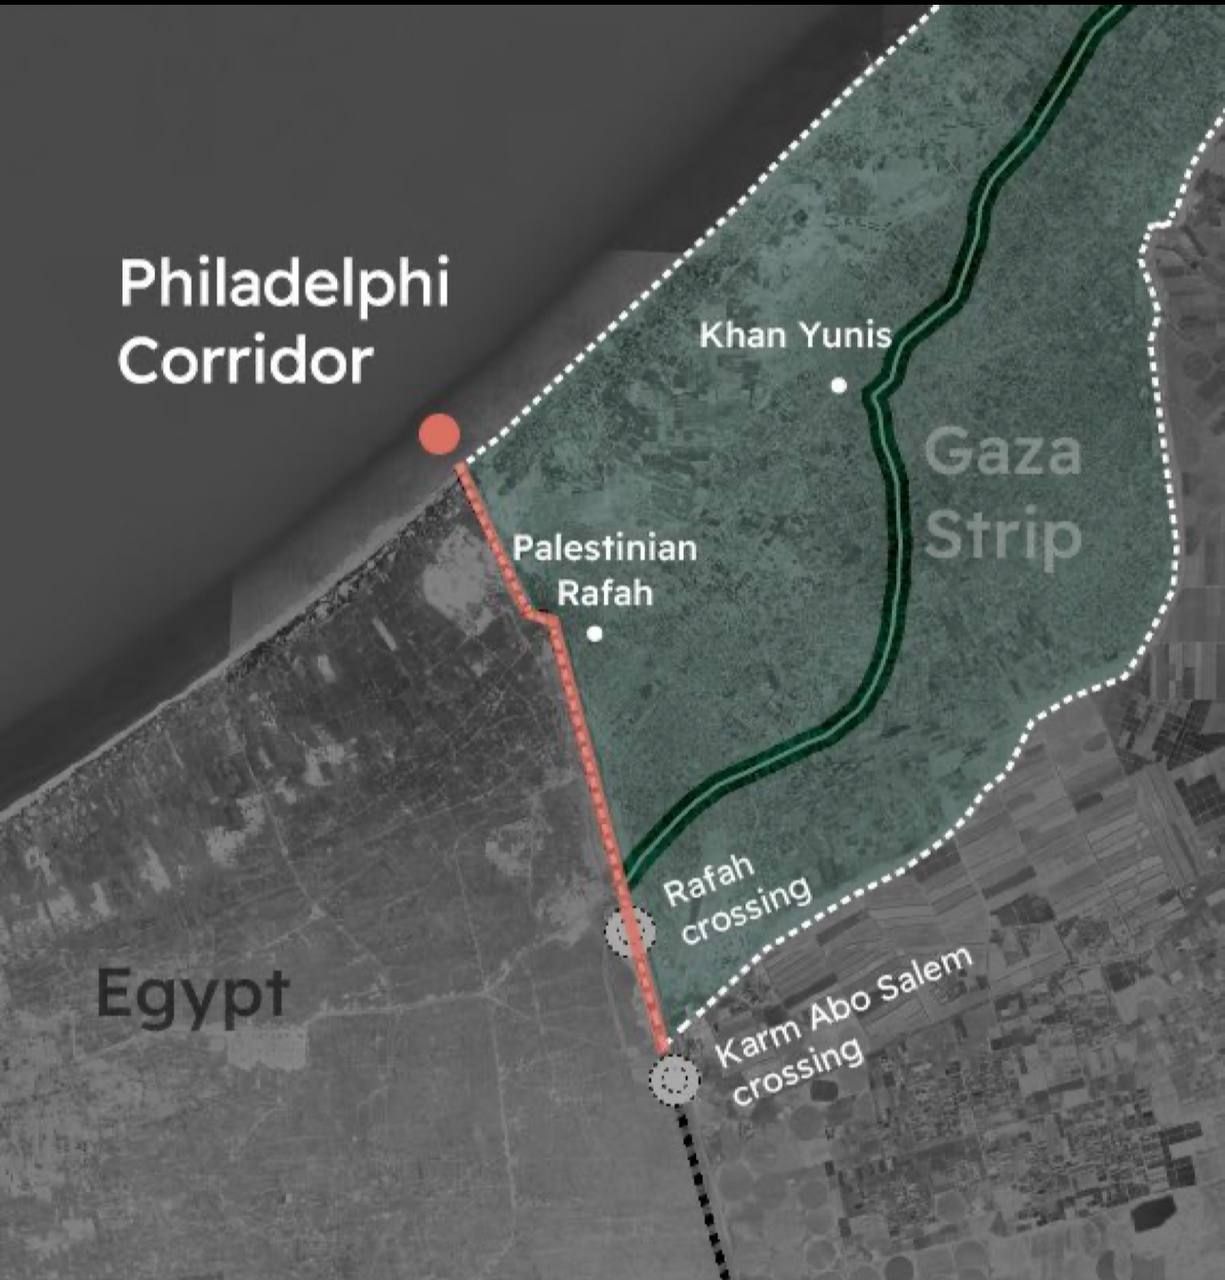 Philadelphi
Corridor
Khan Yunis
Gaza
Strip
Palestinian
Rafah
Rafah
crossing
Egypt
Karm Abo Salem
crossing